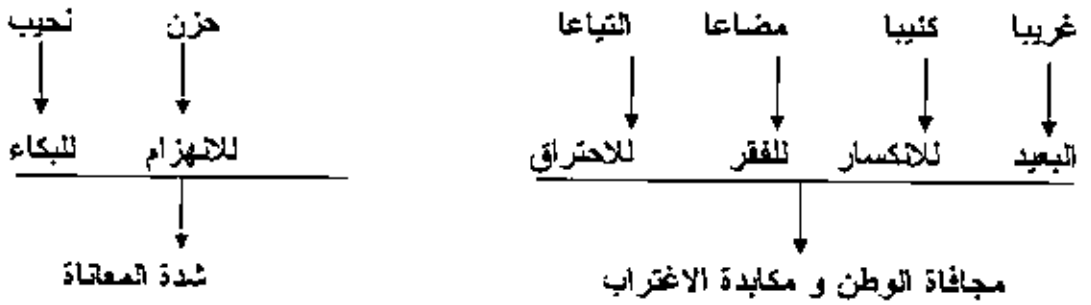 غريبا كئيبا مضاعا التياعا حزن نحيب
البعيد للانكسار للفقر للاحتراق للانهزام للبكاء
مجافاة الوطن و مكابدة الاغتراب شدة المعاناة